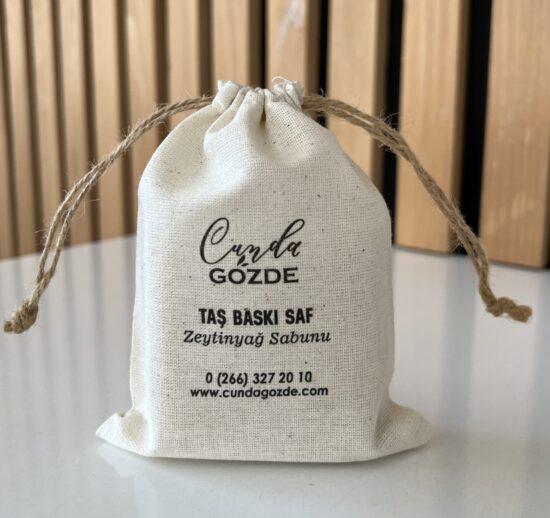 Cunda
GÖZDE
TAŞ BASKI SAF
Zeytinyağ Sabunu
0 (266) 327 20 10
www.cundagozde.com